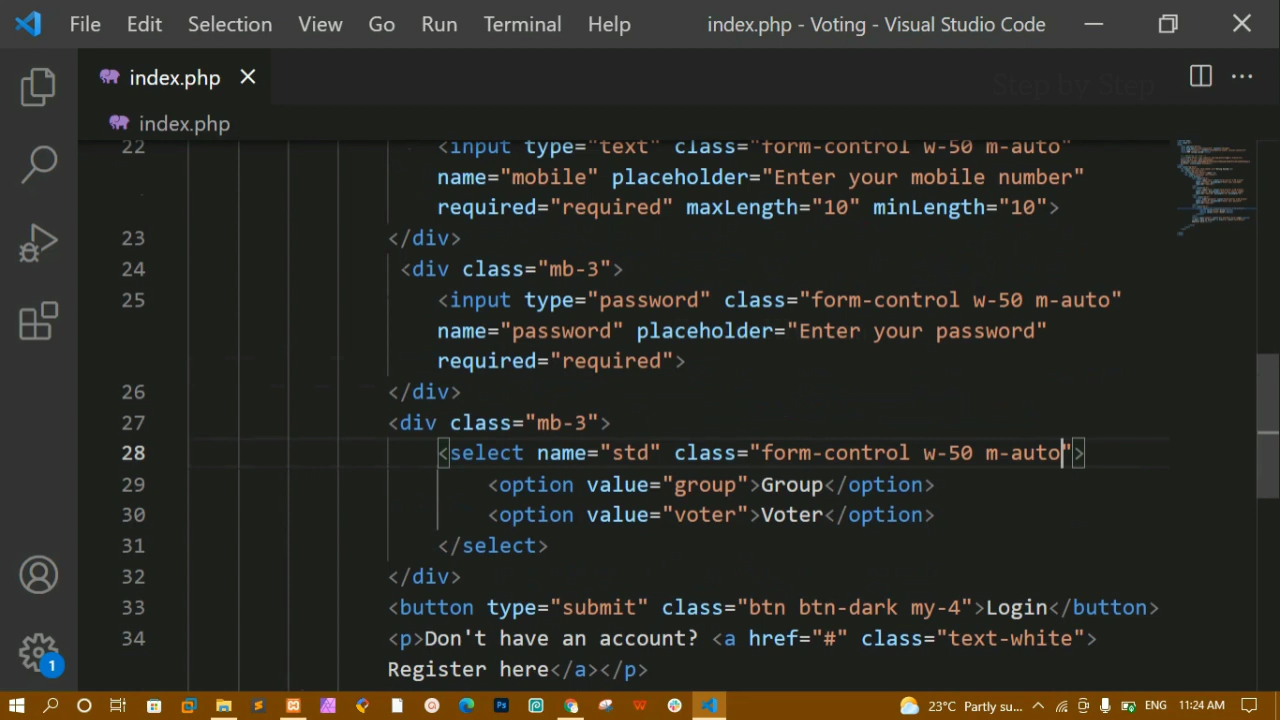 File Edit Selection View Go Run Terminal Help index.php - Voting - Visual Studio Code
index.php
Step by Step
index.php
22 <input type="text" class="form-control w-50 m-auto"
name="mobile" placeholder="Enter your mobile number"
required="required" maxLength="10" minLength="10">
23 </div>
24 <div class="mb-3">
25 <input type="password" class="form-control w-50 m-auto"
name="password" placeholder="Enter your password"
required="required">
26 </div>
27 <div class="mb-3">
28 <select name="std" class="form-control w-50 m-auto">
29 <option value="group">Group</option>
30 <option value="voter">Voter</option>
31 </select>
32 </div>
33 <button type="submit" class="btn btn-dark my-4">Login</button>
34 <p>Don't have an account? <a href="#" class="text-white">
Register here</a></p>
1
23°C Partly su... ENG 11:24 AM